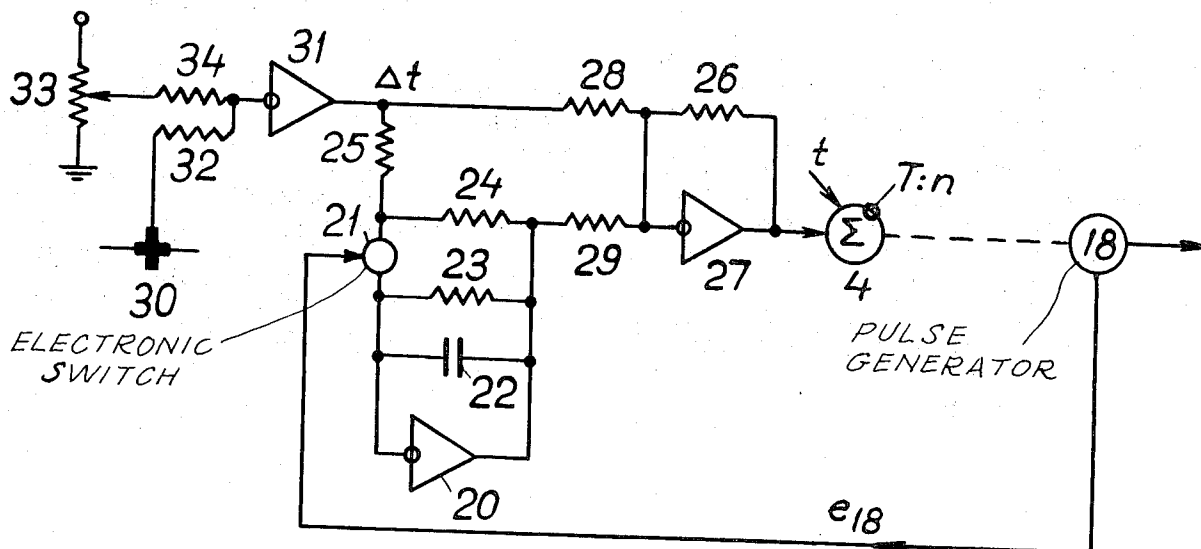 31
34
Δt
28
26
33
32
25
24
t
T:n
21
Σ
18
23
29
27
4
30
ELECTRONIC
SWITCH
22
PULSE
GENERATOR
20
e18